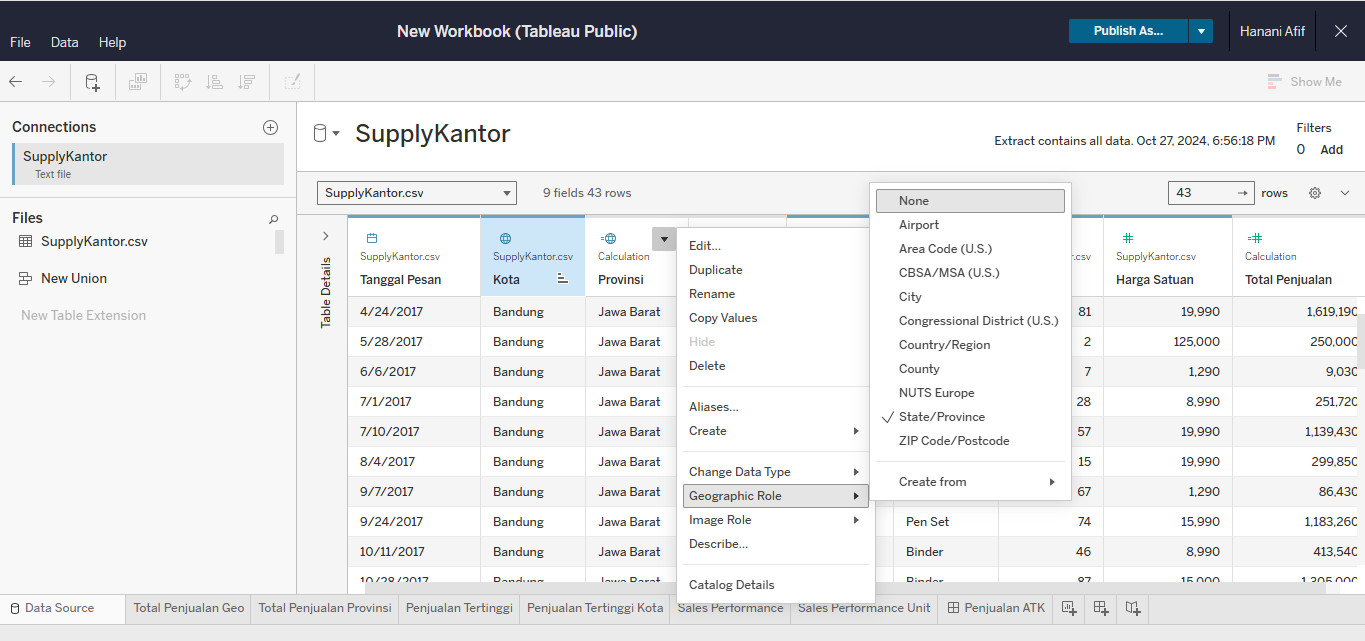 New Workbook (Tableau Public)
Publish As...
Hanani Afif
File Data Help
Show Me
Connections
SupplyKantor
Text file
Files
SupplyKantor.csv
New Union
New Table Extension
SupplyKantor
Extract contains all data. Oct 27, 2024, 6:56:18 PM
Filters
0 Add
SupplyKantor.csv
9 fields 43 rows
43
rows
Table Details
SupplyKantor.csv SupplyKantor.csv Calculation .csv SupplyKantor.csv Calculation
Tanggal Pesan Kota Provinsi Harga Satuan Total Penjualan
4/24/2017 Bandung Jawa Barat 81 19,990 1,619,190
5/28/2017 Bandung Jawa Barat 2 125,000 250,000
6/6/2017 Bandung Jawa Barat 7 1,290 9,030
7/1/2017 Bandung Jawa Barat 28 8,990 251,720
7/10/2017 Bandung Jawa Barat 57 19,990 1,139,430
8/4/2017 Bandung Jawa Barat 15 19,990 299,850
9/7/2017 Bandung Jawa Barat 67 1,290 86,430
9/24/2017 Bandung Jawa Barat Pen Set 74 15,990 1,183,260
10/11/2017 Bandung Jawa Barat Binder 46 8,990 413,540
10/28/2017 Bandung Jawa Barat Binder 87 15,000 1,305,000
Edit...
Duplicate
Rename
Copy Values
Hide
Delete
Aliases...
Create
Change Data Type
Geographic Role
Image Role
Describe...
Catalog Details
None
Airport
Area Code (U.S.)
CBSA/MSA (U.S.)
City
Congressional District (U.S.)
Country/Region
County
NUTS Europe
State/Province
ZIP Code/Postcode
Create from
Data Source Total Penjualan Geo Total Penjualan Provinsi Penjualan Tertinggi Penjualan Tertinggi Kota Sales Performance Sales Performance Unit Penjualan ATK